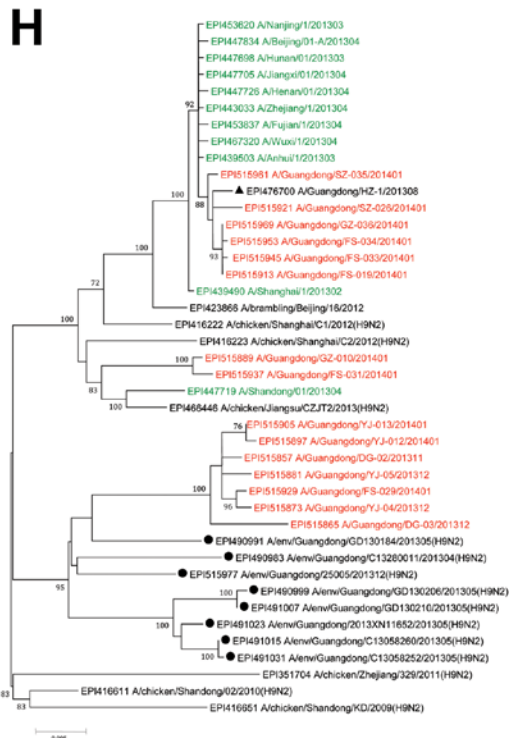 H
EPI453620 A/Nanjing/1/201303
EPI447834 A/Beijing/01-A/201304
EPI447698 A/Hunan/01/201303
EPI447705 A/Jiangxi/01/201304
EPI447726 A/Henan/01/201304
EPI443033 A/Zhejiang/1/201304
92
EPI453837 A/Fujian/1/201304
EPI467320 A/Wuxi/1/201304
EPI439503 A/Anhui/1/201303
EPI515981 A/Guangdong/SZ-035/201401
EPI476700 A/Guangdong/HZ-1/201308
100
88
EPI515921 A/Guangdong/SZ-026/201401
EPI515969 A/Guangdong/GZ-036/201401
EPI515953 A/Guangdong/FS-034/201401
100
93
EPI515945 A/Guangdong/FS-033/201401
EPI515913 A/Guangdong/FS-019/201401
72
EPI439490 A/Shanghai/1/201302
EPI423866 A/brambling/Beijing/16/2012
100
EPI416222 A/chicken/Shanghai/C1/2012(H9N2)
EPI416223 A/chicken/Shanghai/C2/2012(H9N2)
100
EPI515889 A/Guangdong/GZ-010/201401
EPI515937 A/Guangdong/FS-031/201401
83
EPI447719 A/Shandong/01/201304
100
EPI466446 A/chicken/Jiangsu/CZJT2/2013(H9N2)
76
EPI515905 A/Guangdong/YJ-013/201401
EPI515897 A/Guangdong/YJ-012/201401
EPI515857 A/Guangdong/DG-02/201311
EPI515881 A/Guangdong/YJ-05/201312
100
EPI515929 A/Guangdong/FS-029/201401
96
EPI515873 A/Guangdong/YJ-04/201312
EPI515865 A/Guangdong/DG-03/201312
EPI490991 A/env/Guangdong/GD130184/201305(H9N2)
EPI490983 A/env/Guangdong/C13280011/201304(H9N2)
EPI515977 A/env/Guangdong/25005/201312(H9N2)
95
100
EPI490999 A/env/Guangdong/GD130206/201305(H9N2)
EPI491007 A/env/Guangdong/GD130210/201305(H9N2)
100
EPI491023 A/env/Guangdong/2013XN11652/201305(H9N2)
EPI491015 A/env/Guangdong/C13058260/201305(H9N2)
100
EPI491031 A/env/Guangdong/C13058252/201305(H9N2)
EPI351704 A/chicken/Zhejiang/329/2011(H9N2)
83
EPI416611 A/chicken/Shandong/02/2010(H9N2)
83
EPI416651 A/chicken/Shandong/KD/2009(H9N2)